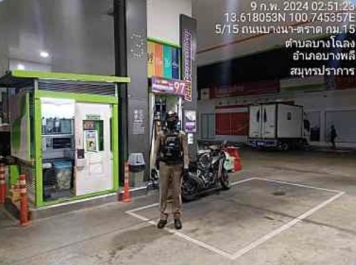 9 ก.พ. 2024 02:51:23
13.618053N 100.745357E
5/15 ถนนบางนา-ตราด กม.15
ตำบลบางโฉลง
อำเภอบางพลี
สมุทรปราการ
97